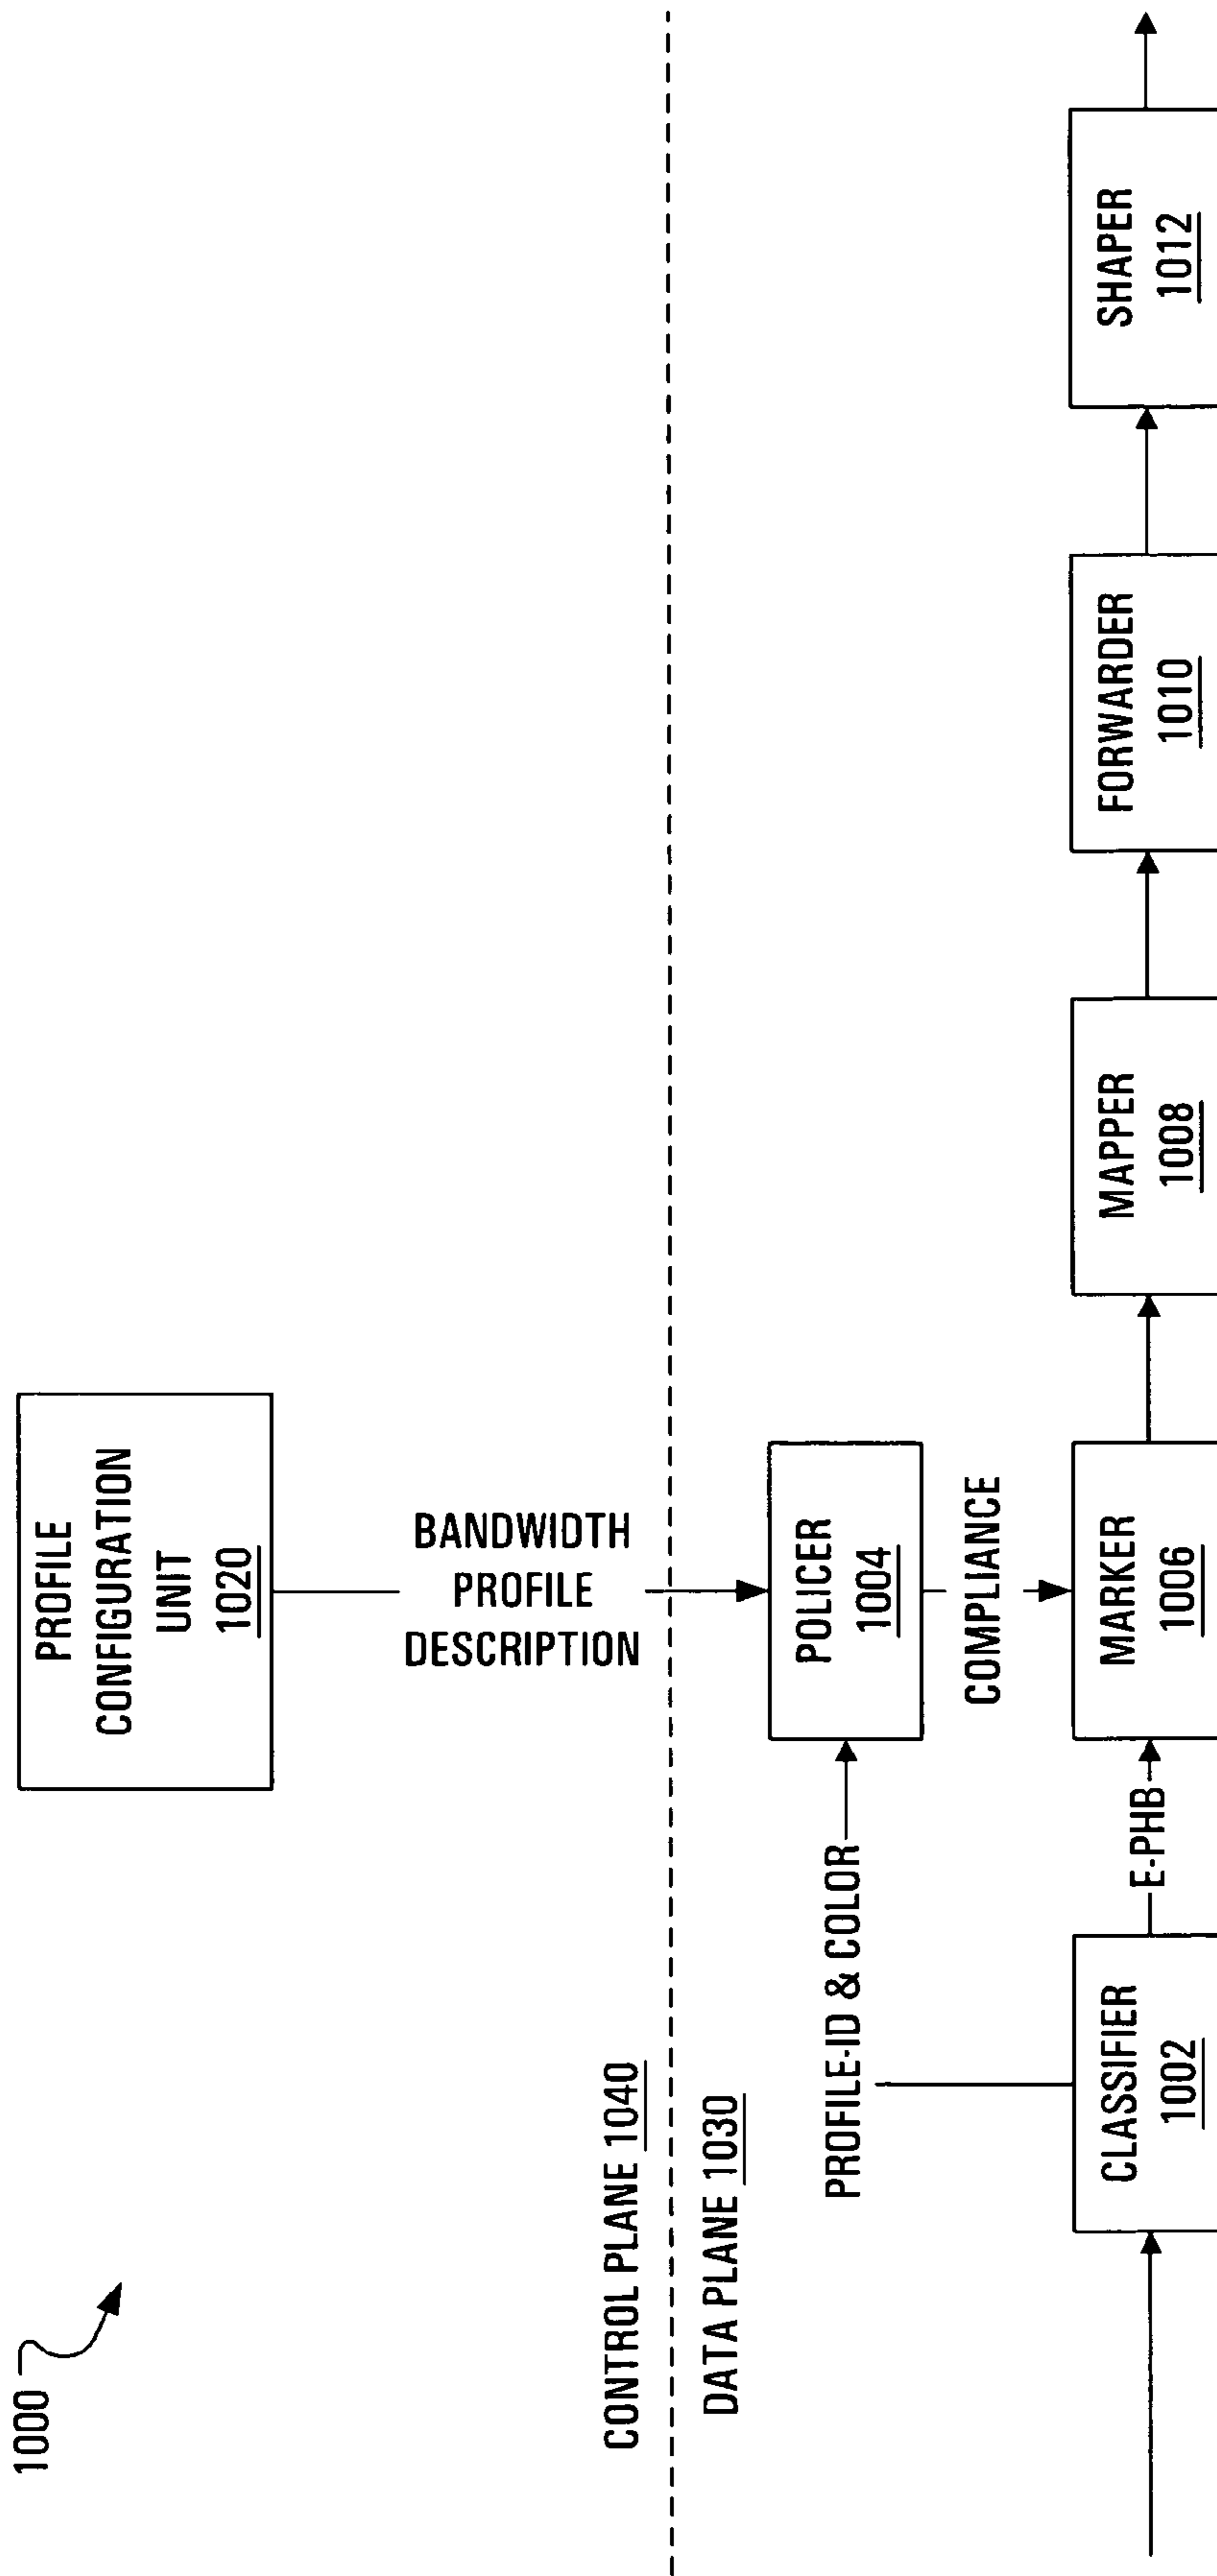 1000
PROFILE
CONFIGURATION
UNIT
1020
BANDWIDTH
PROFILE
DESCRIPTION
CONTROL PLANE 1040
DATA PLANE 1030
PROFILE-ID & COLOR
POLICER
1004
COMPLIANCE
CLASSIFIER
1002
E-PHB
MARKER
1006
MAPPER
1008
FORWARDER
1010
SHAPER
1012